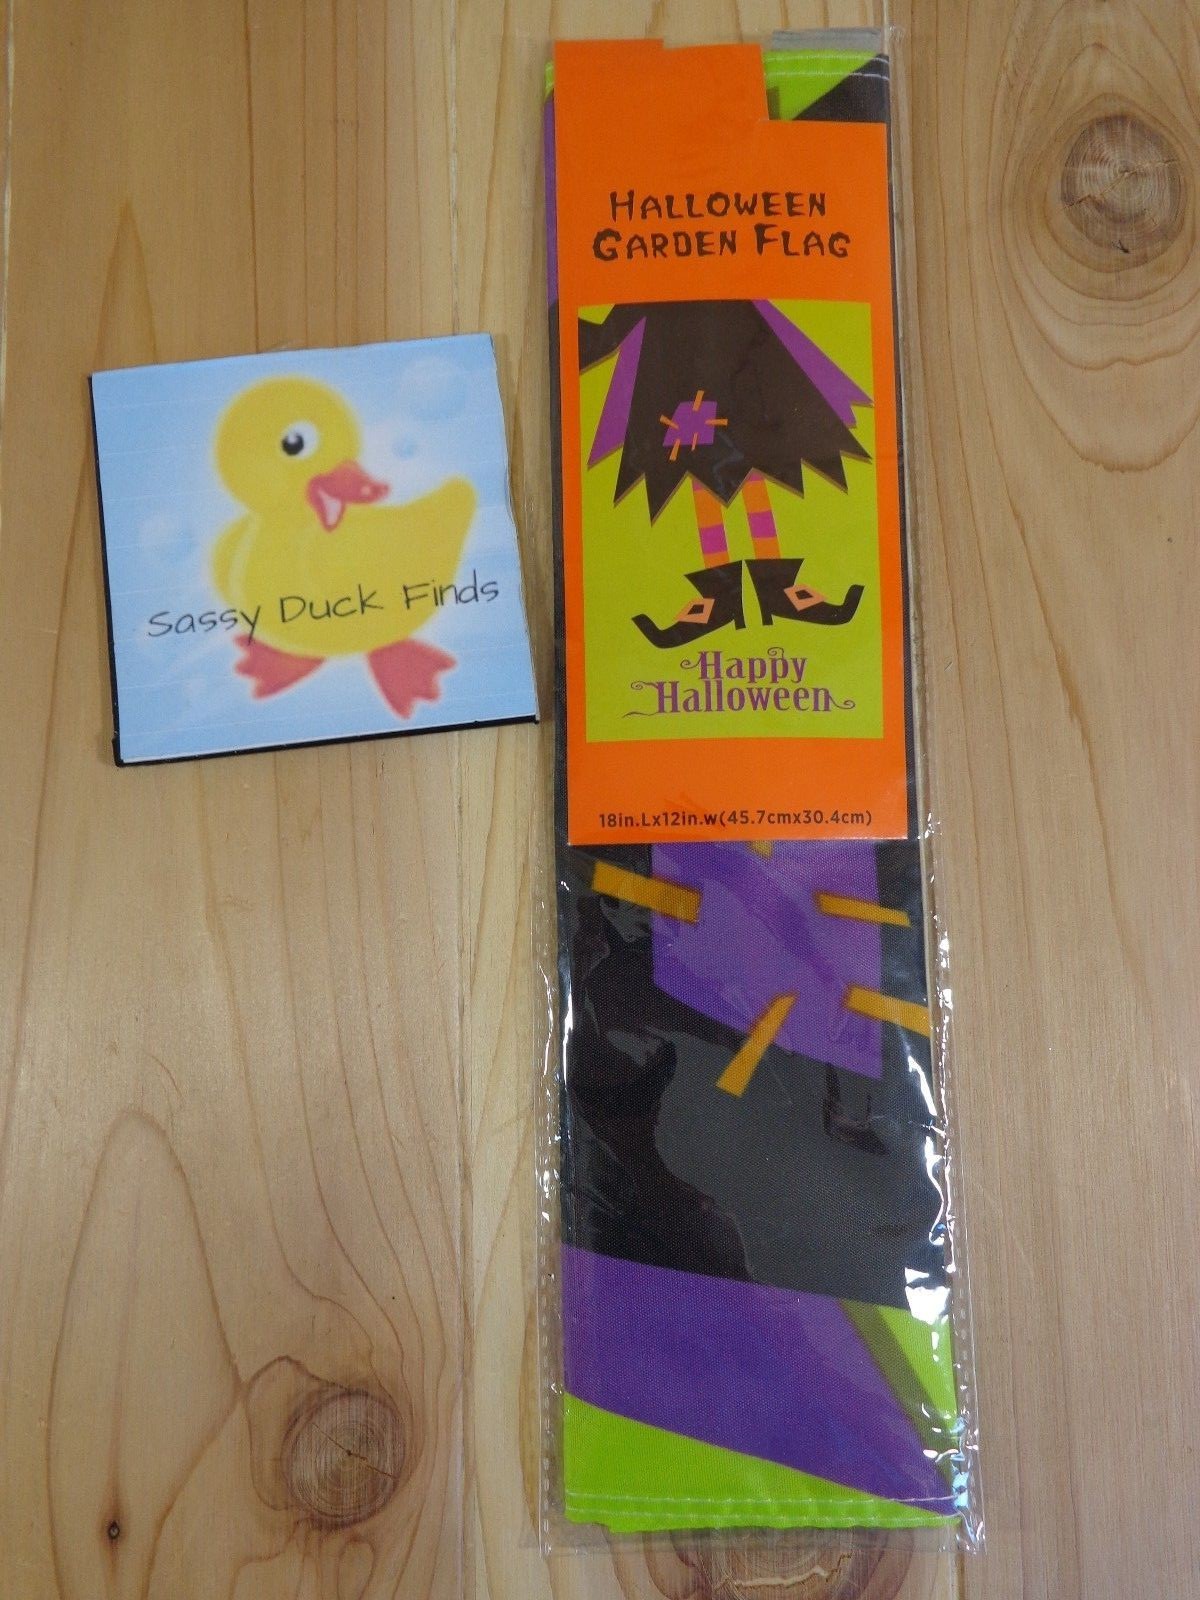 Sassy Duck Finds
HALLOWEEN
GARDEN FLAG
Happy
Halloween
18in.Lx12in.w(45.7cmx30.4cm)